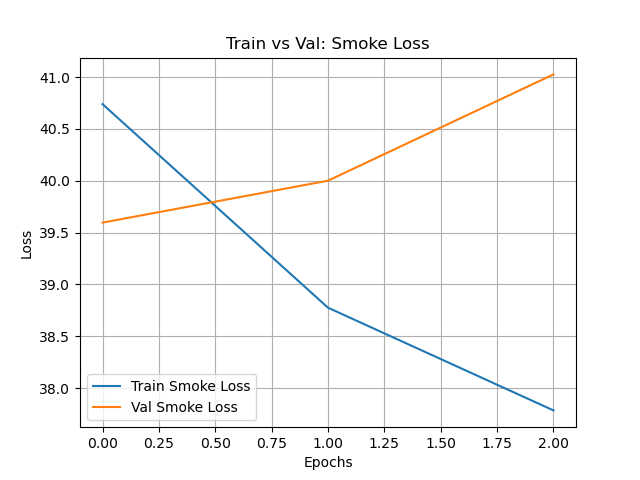 Train vs Val: Smoke Loss
41.0
40.5
40.0
39.5
39.0
38.5
38.0
Loss
Train Smoke Loss
Val Smoke Loss
0.00 0.25 0.50 0.75 1.00 1.25 1.50 1.75 2.00
Epochs